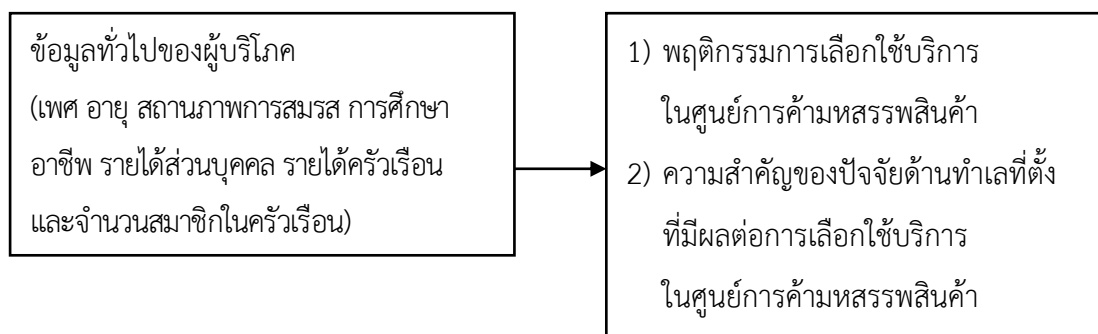 ข้อมูลทั่วไปของผู้บริโภค
(เพศ อายุ สถานภาพการสมรส การศึกษา
อาชีพ รายได้ส่วนบุคคล รายได้ครัวเรือน
และจำนวนสมาชิกในครัวเรือน)
1) พฤติกรรมการเลือกใช้บริการ
ในศูนย์การค้ามหสรรพสินค้า
2) ความสำคัญของปัจจัยด้านทำเลที่ตั้ง
ที่มีผลต่อการเลือกใช้บริการ
ในศูนย์การค้ามหสรรพสินค้า